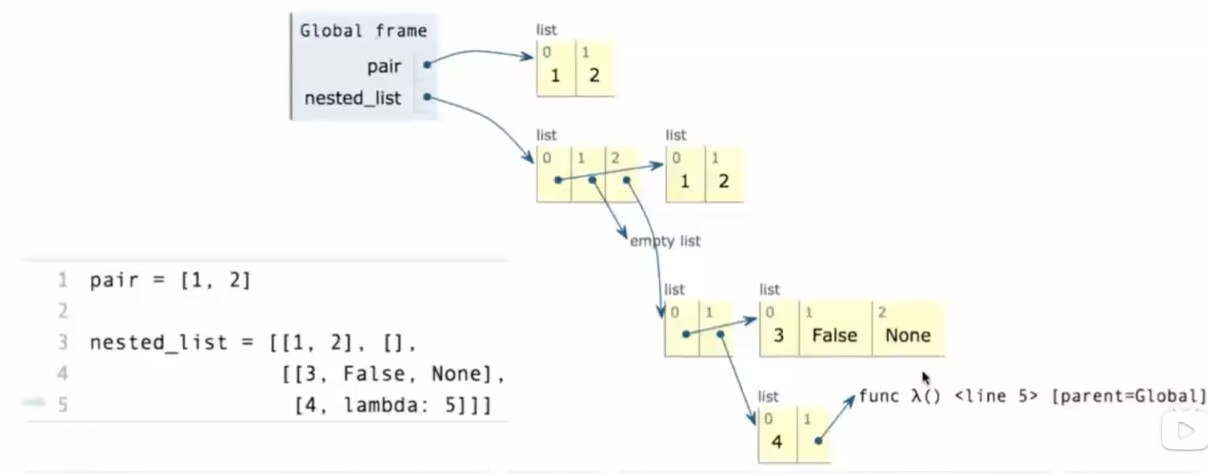 Global frame
pair
nested_list
list
0 1
1 2
list
0 1 2
list
0 1
1 2
empty list
list
0 1
list
0 1 2
3 False None
list
0 1
4
func λ() <line 5> [parent=Global]
1 pair = [1, 2]
2
3 nested_list = [[1, 2], [],
4 [[3, False, None],
5 [4, lambda: 5]]]